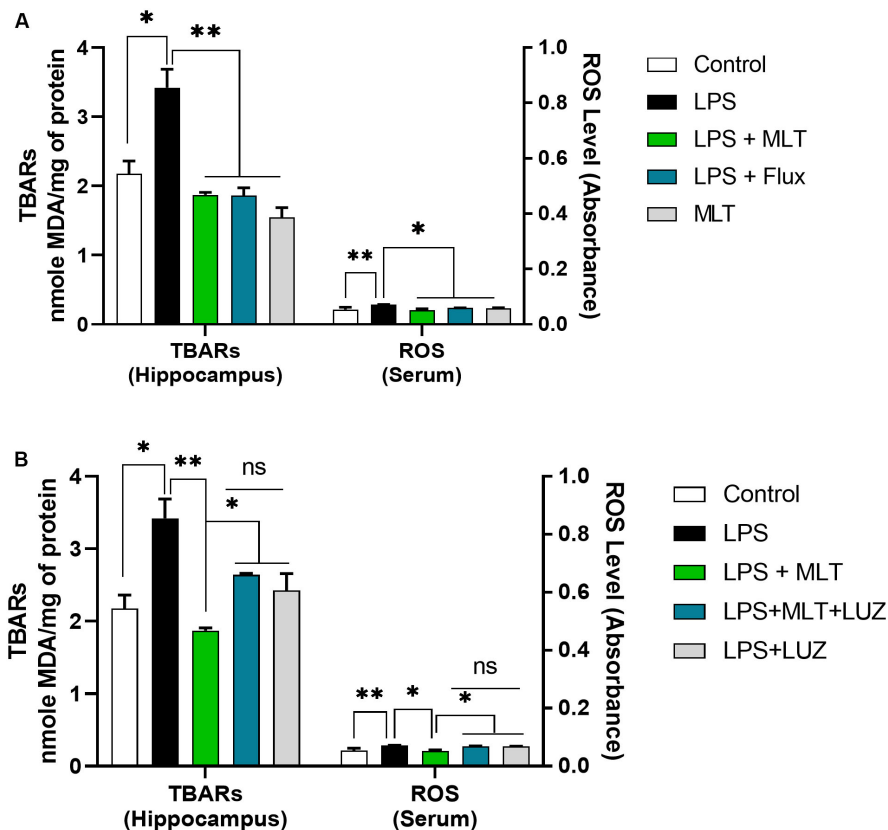 A
TBARs
nmole MDA/mg of protein
4
3
2
1
0
*
**
**
*
1.0
0.8
0.6
0.4
0.2
0.0
ROS Level (Absorbance)
TBARs
(Hippocampus)
ROS
(Serum)
Control
LPS
LPS + MLT
LPS + Flux
MLT
B
TBARs
nmole MDA/mg of protein
4
3
2
1
0
*
**
ns
*
**
*
ns
*
1.0
0.8
0.6
0.4
0.2
0.0
ROS Level (Absorbance)
TBARs
(Hippocampus)
ROS
(Serum)
Control
LPS
LPS + MLT
LPS+MLT+LUZ
LPS+LUZ